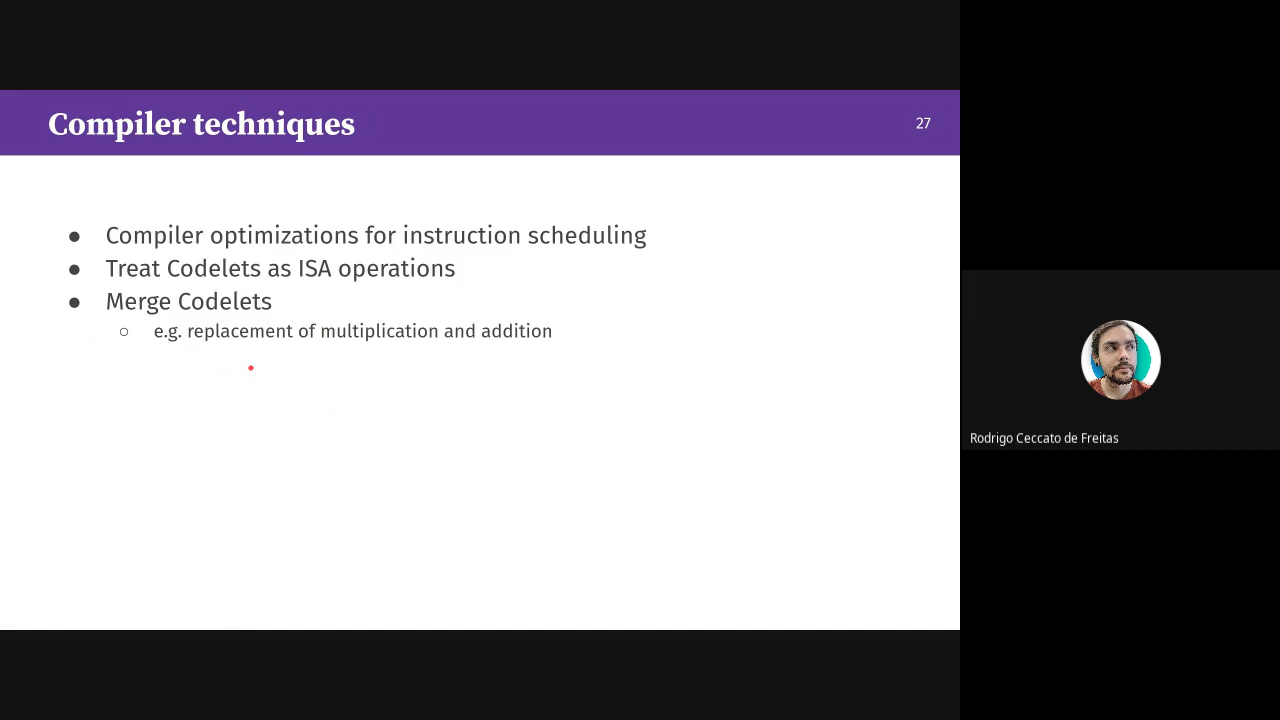 Compiler techniques
27
● Compiler optimizations for instruction scheduling
● Treat Codelets as ISA operations
● Merge Codelets
○ e.g. replacement of multiplication and addition
Rodrigo Ceccato de Freitas